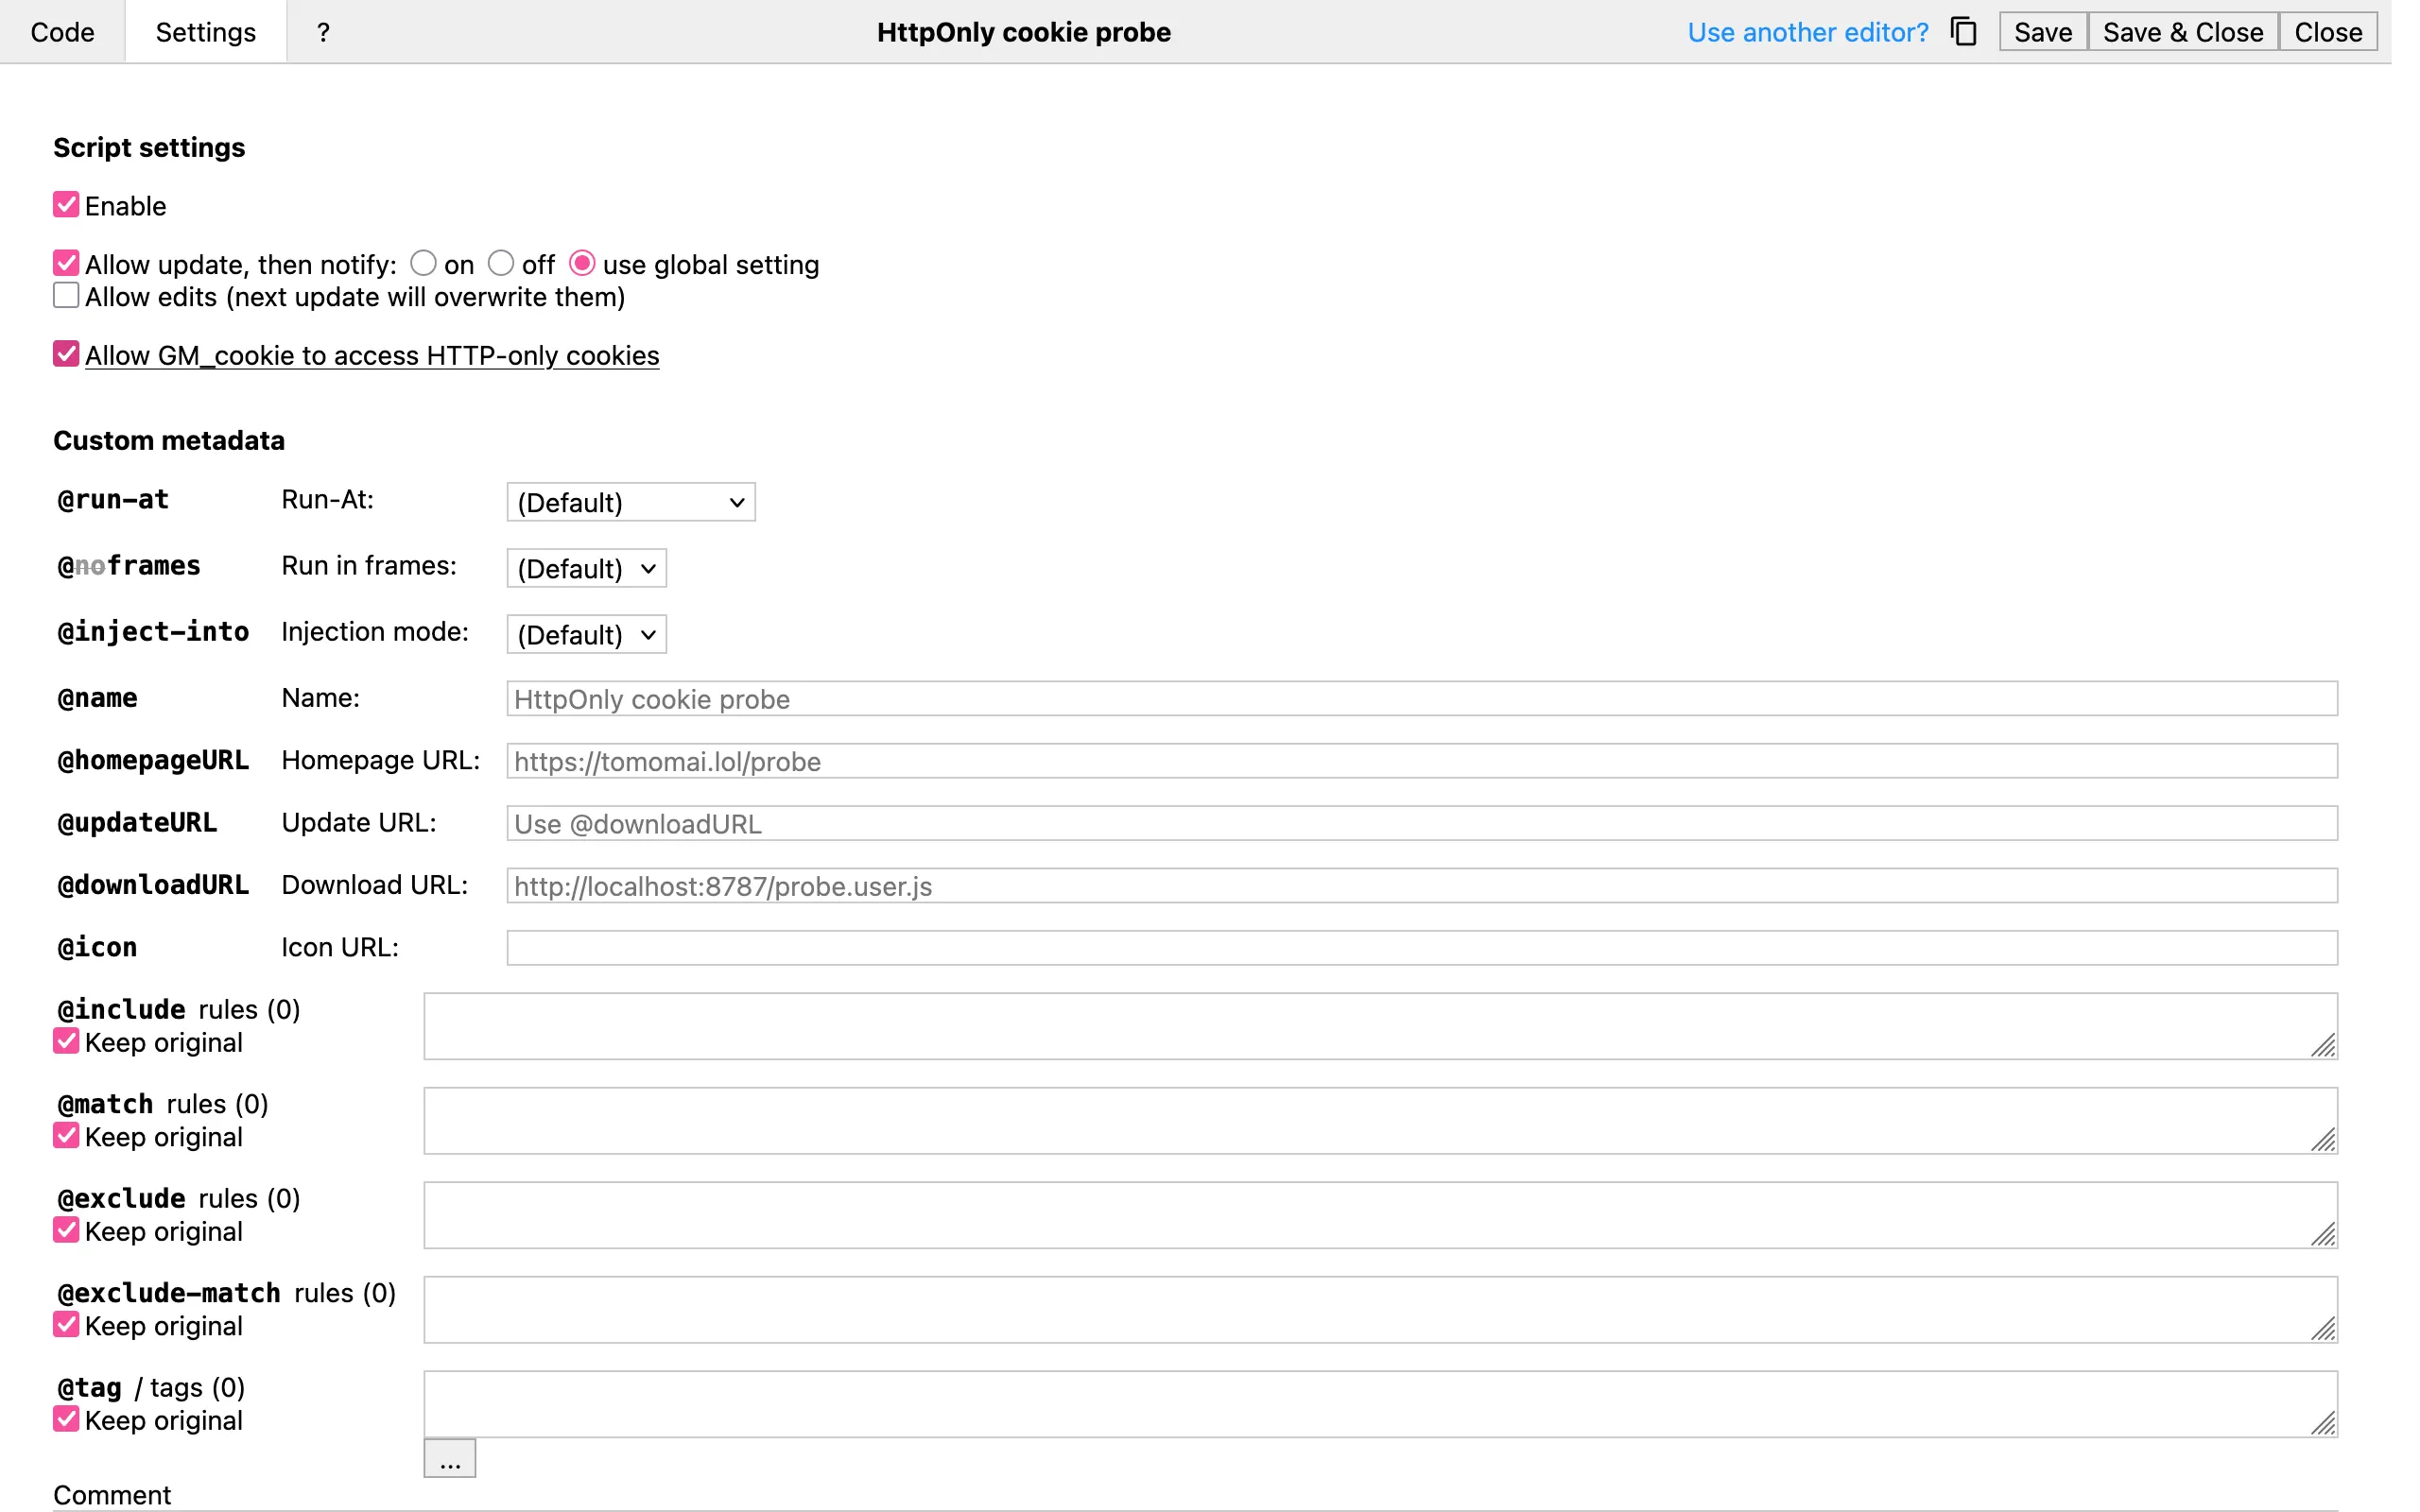 Code Settings ? HttpOnly cookie probe Use another editor? Save Save & Close Close
Script settings
Enable
Allow update, then notify: on off use global setting
Allow edits (next update will overwrite them)
Allow GM_cookie to access HTTP-only cookies
Custom metadata
@run-at Run-At: (Default)
@noframes Run in frames: (Default)
@inject-into Injection mode: (Default)
@name Name: HttpOnly cookie probe
@homepageURL Homepage URL: https://tomomai.lol/probe
@updateURL Update URL: Use @downloadURL
@downloadURL Download URL: http://localhost:8787/probe.user.js
@icon Icon URL:
@include rules (0)
Keep original
@match rules (0)
Keep original
@exclude rules (0)
Keep original
@exclude-match rules (0)
Keep original
@tag / tags (0)
Keep original
...
Comment